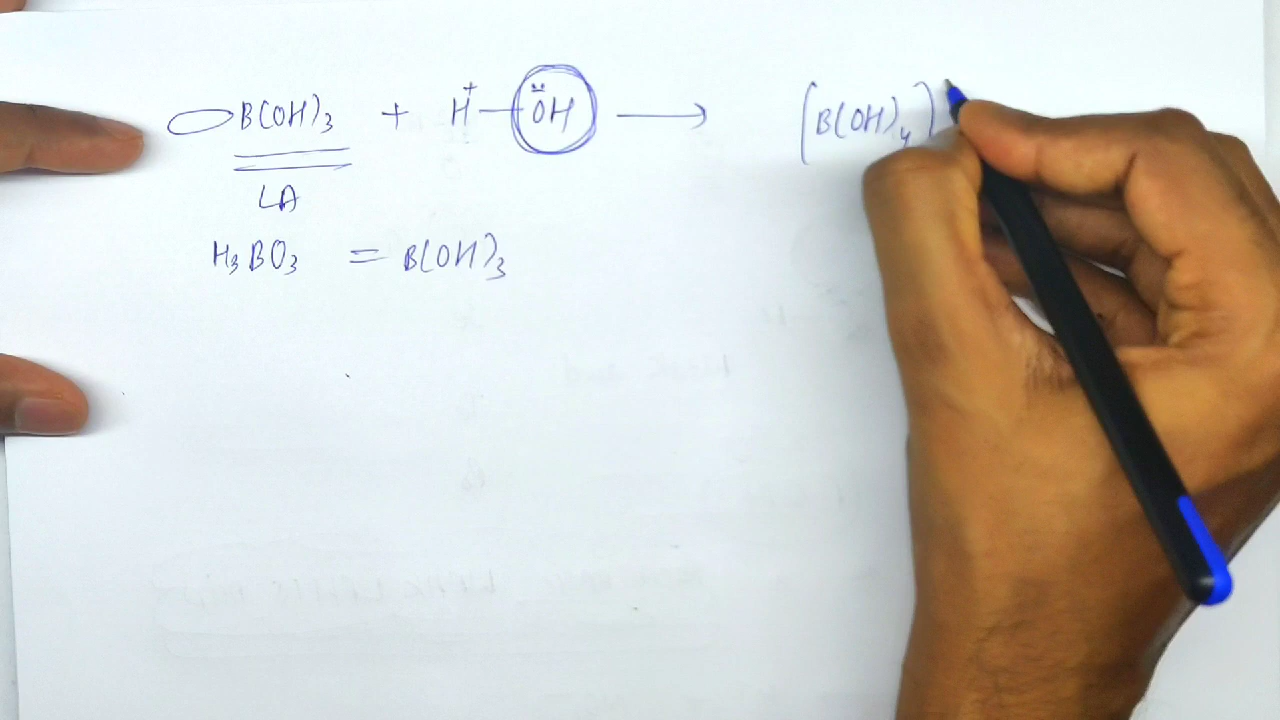 B(OH)3 + H⁺—ÖH ⟶ [B(OH)4]
LA
H3BO3 = B(OH)3